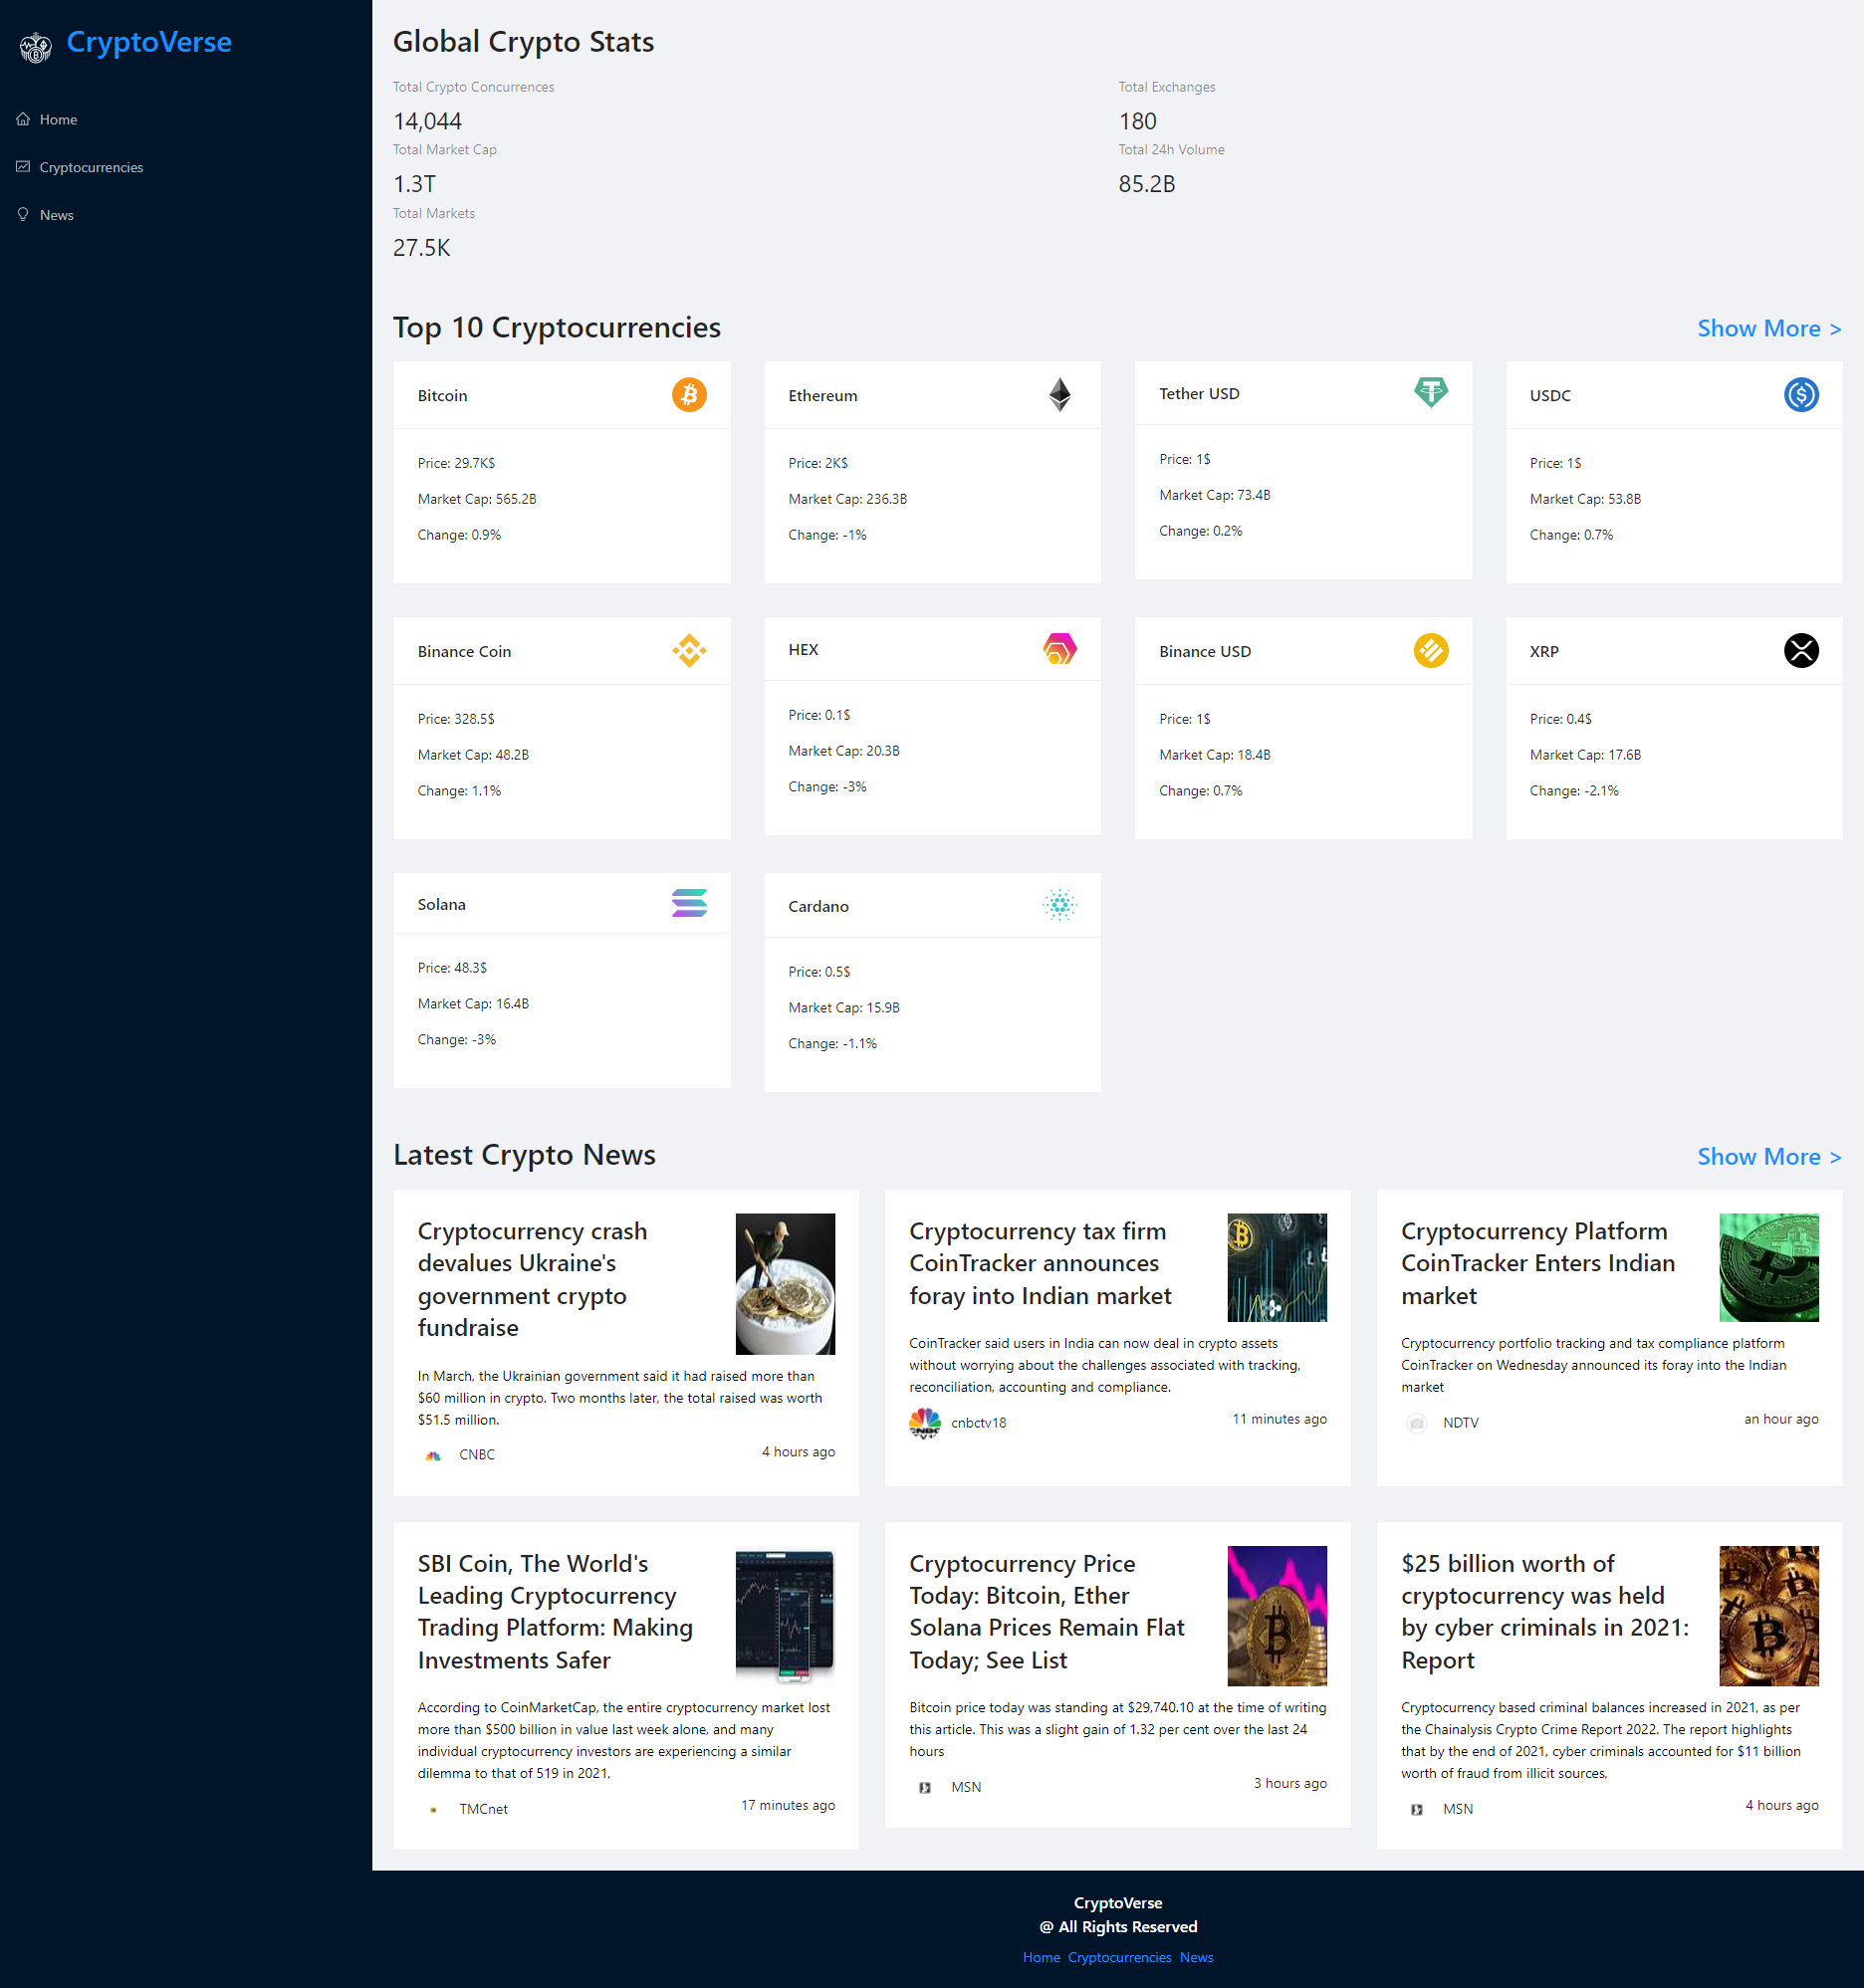 CryptoVerse
Home
Cryptocurrencies
News
Global Crypto Stats
Total Crypto Concurrences
14,044
Total Exchanges
180
Total Market Cap
1.3T
Total 24h Volume
85.2B
Total Markets
27.5K
Top 10 Cryptocurrencies
Show More >
Bitcoin
Price: 29.7K$
Market Cap: 565.2B
Change: 0.9%
Ethereum
Price: 2K$
Market Cap: 236.3B
Change: -1%
Tether USD
Price: 1$
Market Cap: 73.4B
Change: 0.2%
USDC
Price: 1$
Market Cap: 53.8B
Change: 0.7%
Binance Coin
Price: 328.5$
Market Cap: 48.2B
Change: 1.1%
HEX
Price: 0.1$
Market Cap: 20.3B
Change: -3%
Binance USD
Price: 1$
Market Cap: 18.4B
Change: 0.7%
XRP
Price: 0.4$
Market Cap: 17.6B
Change: -2.1%
Solana
Price: 48.3$
Market Cap: 16.4B
Change: -3%
Cardano
Price: 0.5$
Market Cap: 15.9B
Change: -1.1%
Latest Crypto News
Show More >
Cryptocurrency crash
devalues Ukraine's
government crypto
fundraise
In March, the Ukrainian government said it had raised more than
$60 million in crypto. Two months later, the total raised was worth
$51.5 million.
CNBC
4 hours ago
Cryptocurrency tax firm
CoinTracker announces
foray into Indian market
CoinTracker said users in India can now deal in crypto assets
without worrying about the challenges associated with tracking,
reconciliation, accounting and compliance.
cnbctv18
11 minutes ago
Cryptocurrency Platform
CoinTracker Enters Indian
market
Cryptocurrency portfolio tracking and tax compliance platform
CoinTracker on Wednesday announced its foray into the Indian
market
NDTV
an hour ago
SBI Coin, The World's
Leading Cryptocurrency
Trading Platform: Making
Investments Safer
According to CoinMarketCap, the entire cryptocurrency market lost
more than $500 billion in value last week alone, and many
individual cryptocurrency investors are experiencing a similar
dilemma to that of 519 in 2021,
TMCnet
17 minutes ago
Cryptocurrency Price
Today: Bitcoin, Ether
Solana Prices Remain Flat
Today; See List
Bitcoin price today was standing at $29,740.10 at the time of writing
this article. This was a slight gain of 1.32 per cent over the last 24
hours
MSN
3 hours ago
$25 billion worth of
cryptocurrency was held
by cyber criminals in 2021:
Report
Cryptocurrency based criminal balances increased in 2021, as per
the Chainalysis Crypto Crime Report 2022. The report highlights
that by the end of 2021, cyber criminals accounted for $11 billion
worth of fraud from illicit sources,
MSN
4 hours ago
CryptoVerse
@ All Rights Reserved
Home Cryptocurrencies News